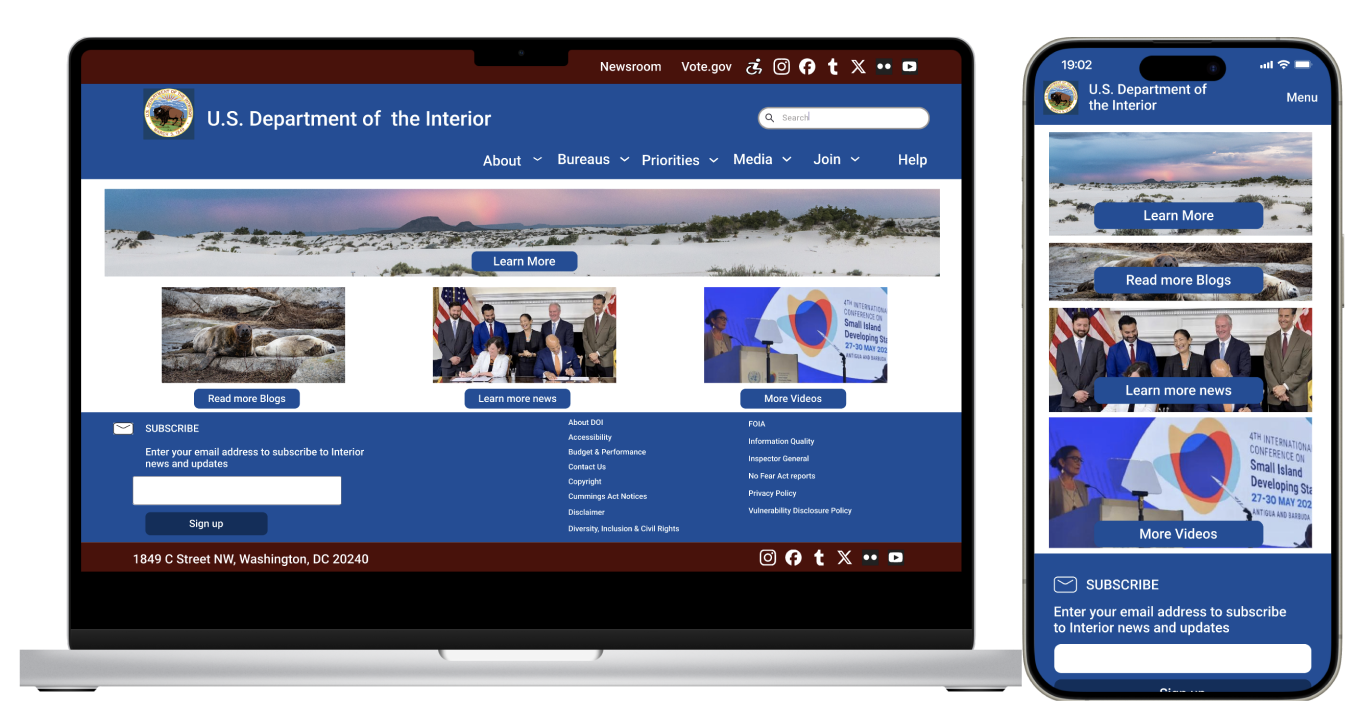 Newsroom Vote.gov
U.S. Department of the Interior
Search
About Bureaus Priorities Media Join Help
Learn More
4TH INTERNATIONA
CONFERENCE ON
Small Island
Developing Sta
27-30 MAY 202
ANTIGUA AND BARBUDA
Read more Blogs
Learn more news
More Videos
SUBSCRIBE
Enter your email address to subscribe to Interior
news and updates
Sign up
About DOI
Accessibility
Budget & Performance
Contact Us
Copyright
Cummings Act Notices
Disclaimer
Diversity, Inclusion & Civil Rights
FOIA
Information Quality
Inspector General
No Fear Act reports
Privacy Policy
Vulnerability Disclosure Policy
1849 C Street NW, Washington, DC 20240
19:02
U.S. Department of
the Interior
Menu
Learn More
Read more Blogs
Learn more news
4TH INTERNATIONA
CONFERENCE ON
Small Island
Developing Sta
27-30 MAY 202
ANTIGUA AND BARBUDA
More Videos
SUBSCRIBE
Enter your email address to subscribe
to Interior news and updates
Sign up